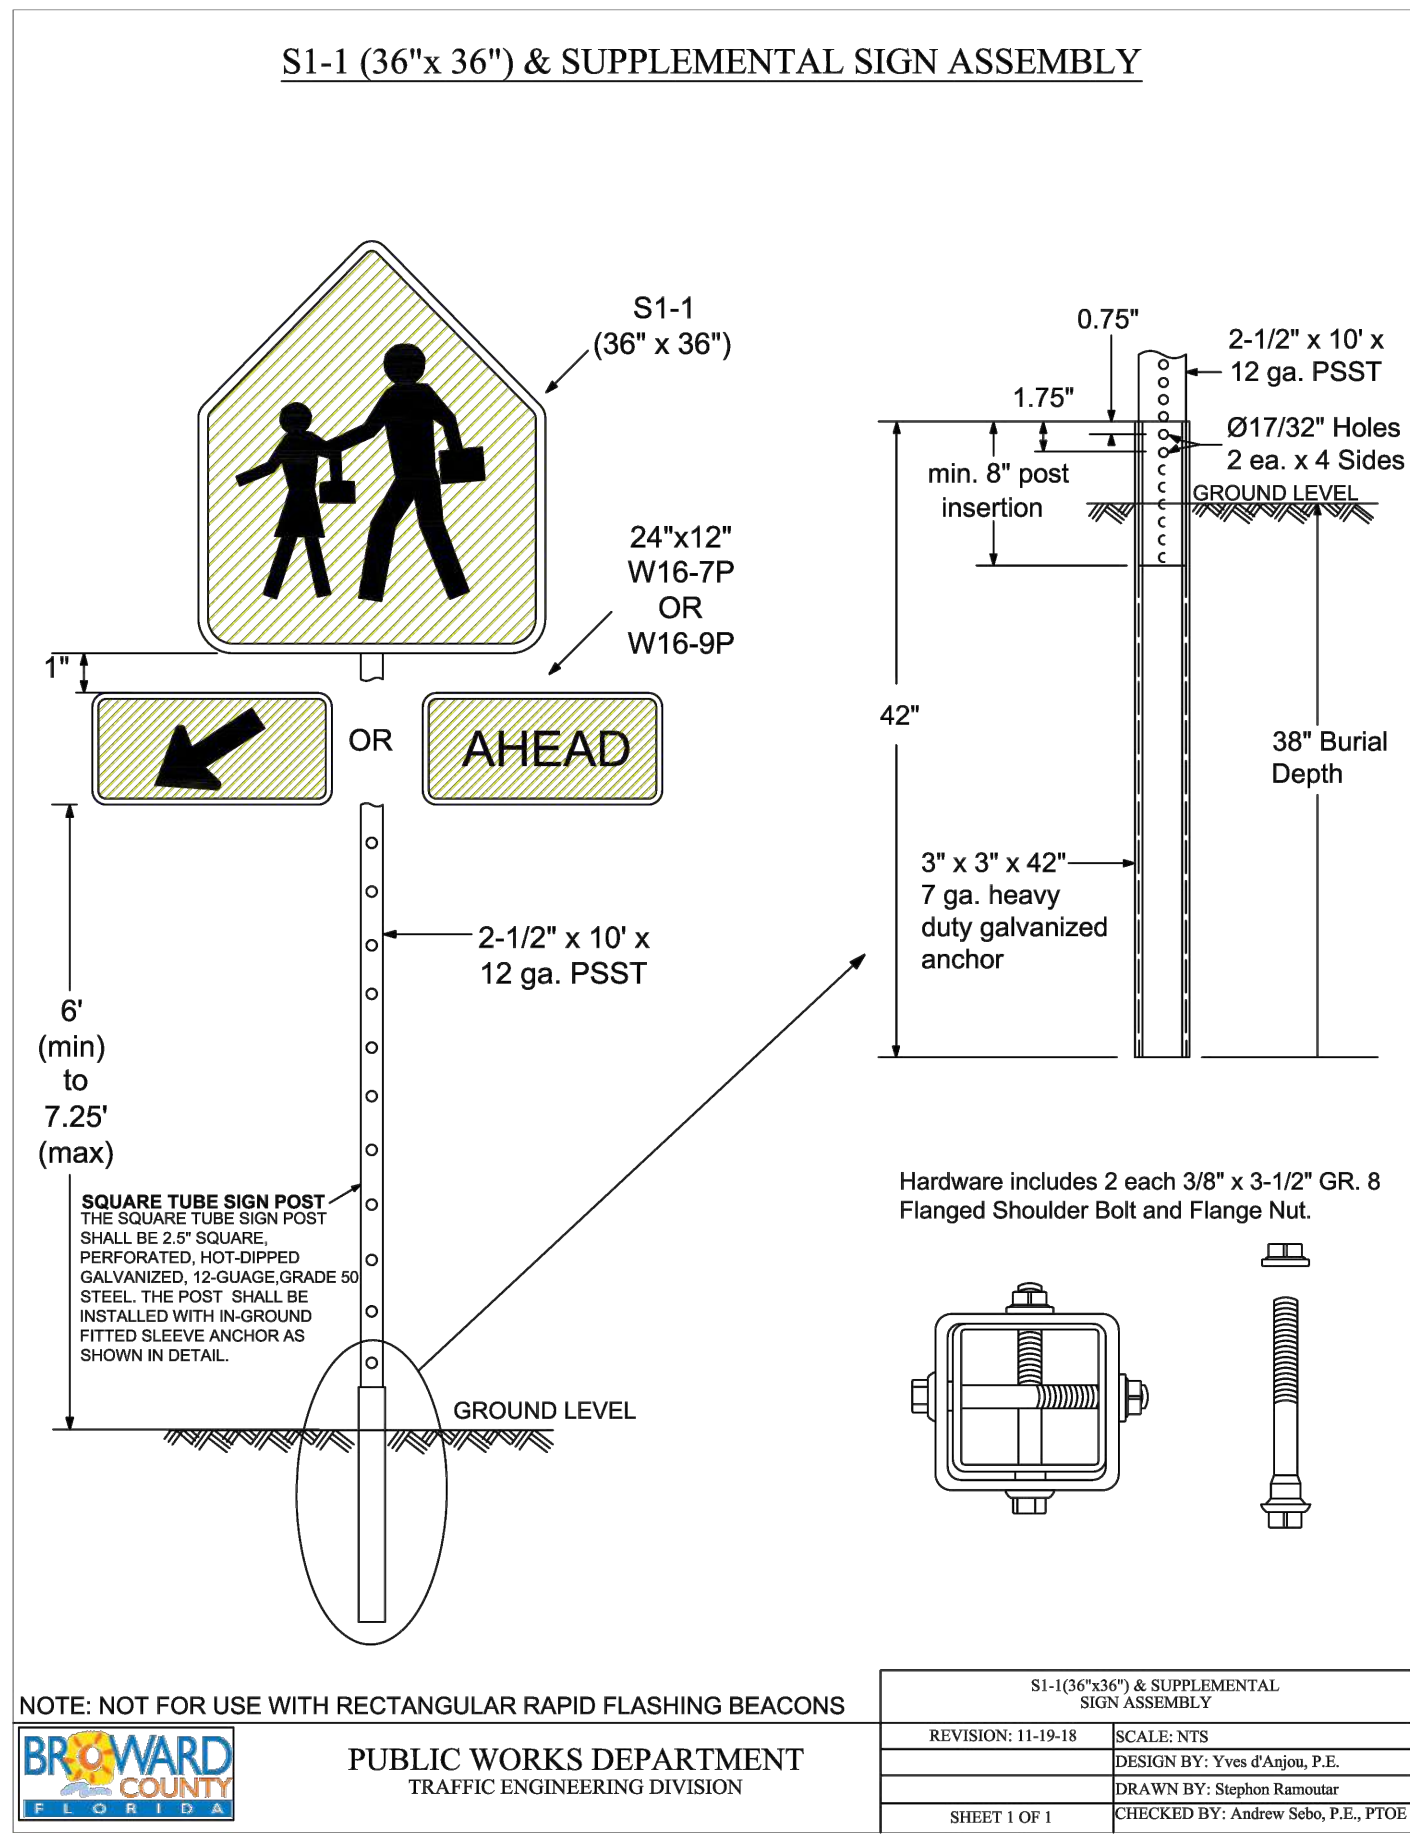 S1-1 (36"x 36") & SUPPLEMENTAL SIGN ASSEMBLY
S1-1
(36" x 36")
24"x12"
W16-7P
OR
W16-9P
1"
OR
AHEAD
6'
(min)
to
7.25'
(max)
2-1/2" x 10' x
12 ga. PSST
SQUARE TUBE SIGN POST
THE SQUARE TUBE SIGN POST
SHALL BE 2.5" SQUARE,
PERFORATED, HOT-DIPPED
GALVANIZED, 12-GUAGE,GRADE 50
STEEL. THE POST SHALL BE
INSTALLED WITH IN-GROUND
FITTED SLEEVE ANCHOR AS
SHOWN IN DETAIL.
GROUND LEVEL
0.75"
2-1/2" x 10' x
12 ga. PSST
1.75"
Ø17/32" Holes
2 ea. x 4 Sides
min. 8" post
insertion
GROUND LEVEL
42"
38" Burial
Depth
3" x 3" x 42"
7 ga. heavy
duty galvanized
anchor
Hardware includes 2 each 3/8" x 3-1/2" GR. 8
Flanged Shoulder Bolt and Flange Nut.
NOTE: NOT FOR USE WITH RECTANGULAR RAPID FLASHING BEACONS
BROWARD
COUNTY
FLORIDA
PUBLIC WORKS DEPARTMENT
TRAFFIC ENGINEERING DIVISION
S1-1(36"x36") & SUPPLEMENTAL
SIGN ASSEMBLY
REVISION: 11-19-18
SCALE: NTS
DESIGN BY: Yves d'Anjou, P.E.
DRAWN BY: Stephon Ramoutar
SHEET 1 OF 1
CHECKED BY: Andrew Sebo, P.E., PTOE